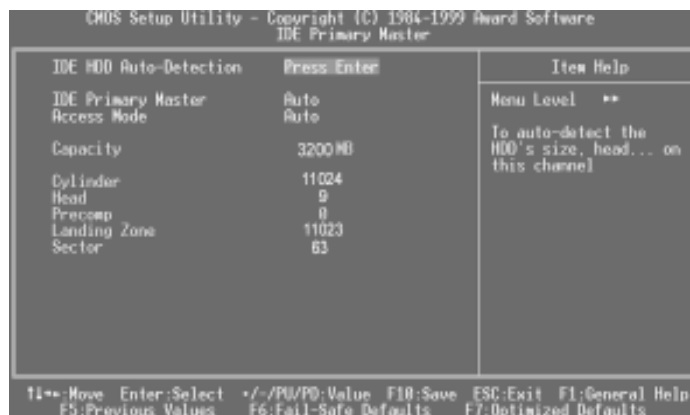 CMOS Setup Utility - Copyright (C) 1984-1999 Award Software
IDE Primary Master
IDE HDD Auto-Detection Press Enter
IDE Primary Master Auto
Access Mode Auto
Capacity 3200 MB
Cylinder 11024
Head 9
Precomp 0
Landing Zone 11023
Sector 63
Item Help
Menu Level ▸▸
To auto-detect the
HDD's size, head... on
this channel
↑↓→←:Move Enter:Select +/-/PU/PD:Value F10:Save ESC:Exit F1:General Help
F5:Previous Values F6:Fail-Safe Defaults F7:Optimized Defaults